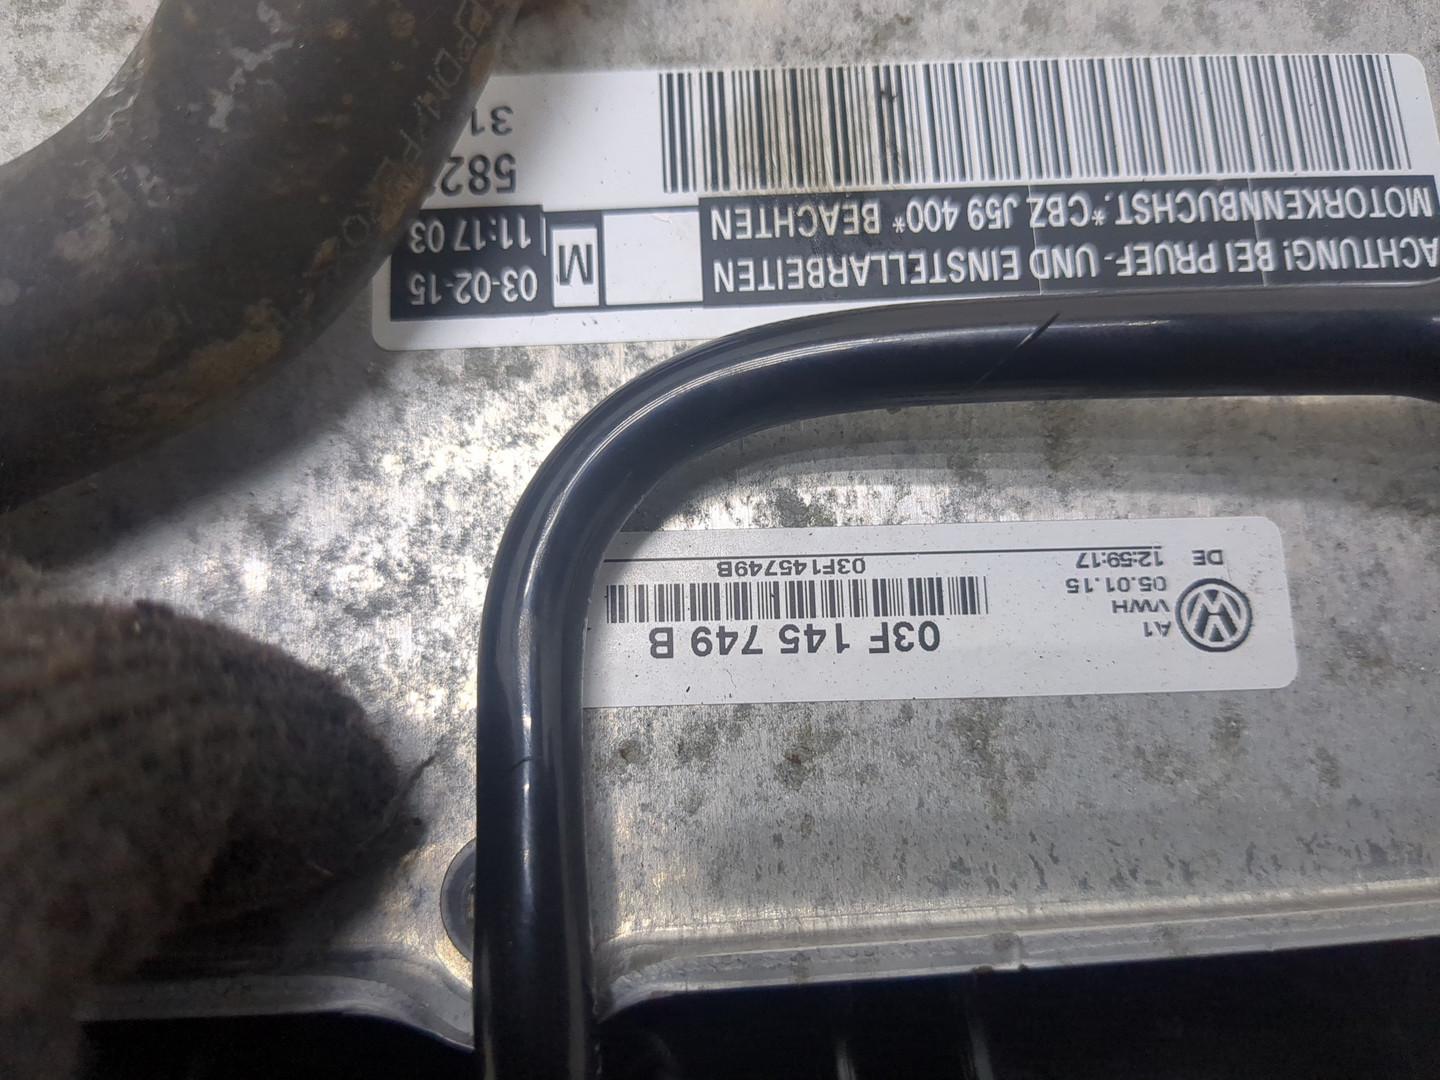 ACHTUNG! BEI PRUEF- UND EINSTELLARBEITEN
MOTORKENNBUCHST. *CBZ J59 400* BEACHTEN
M
03-02-15
11:17 03
A1
VWH
05.01.15
12:59:17
DE
03F 145 749 B
03F145749B